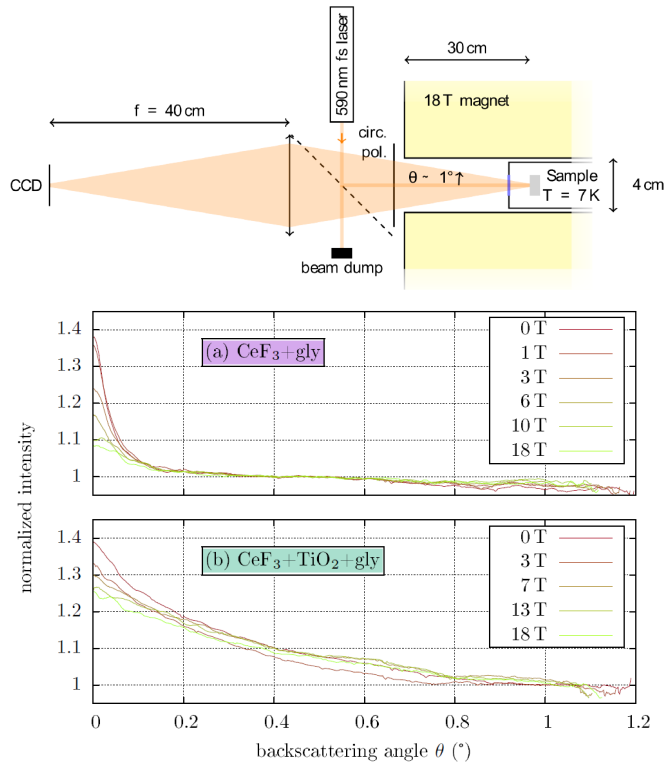 590 nm fs laser
30 cm
f = 40 cm
18 T magnet
circ.
pol.
CCD
θ ~ 1°
Sample
T = 7 K
4 cm
beam dump
normalized intensity
1.4
1.3
1.2
1.1
1
(a) CeF₃+gly
0 T
1 T
3 T
6 T
10 T
18 T
1.4
1.3
1.2
1.1
1
(b) CeF₃+TiO₂+gly
0 T
3 T
7 T
13 T
18 T
0 0.2 0.4 0.6 0.8 1 1.2
backscattering angle θ (°)